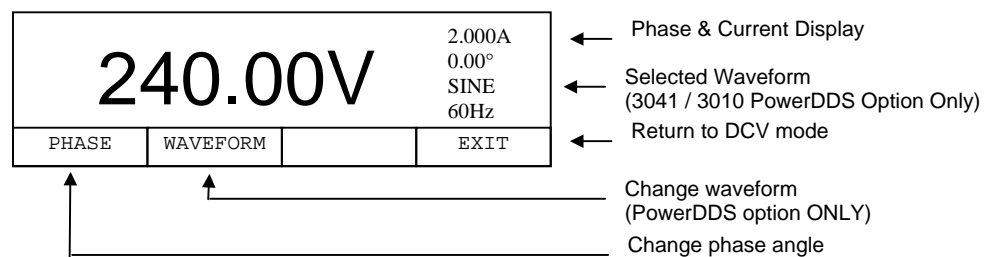 240.00V
2.000A
0.00°
SINE
60Hz
PHASE
WAVEFORM
EXIT
Phase & Current Display
Selected Waveform
(3041 / 3010 PowerDDS Option Only)
Return to DCV mode
Change waveform
(PowerDDS option ONLY)
Change phase angle